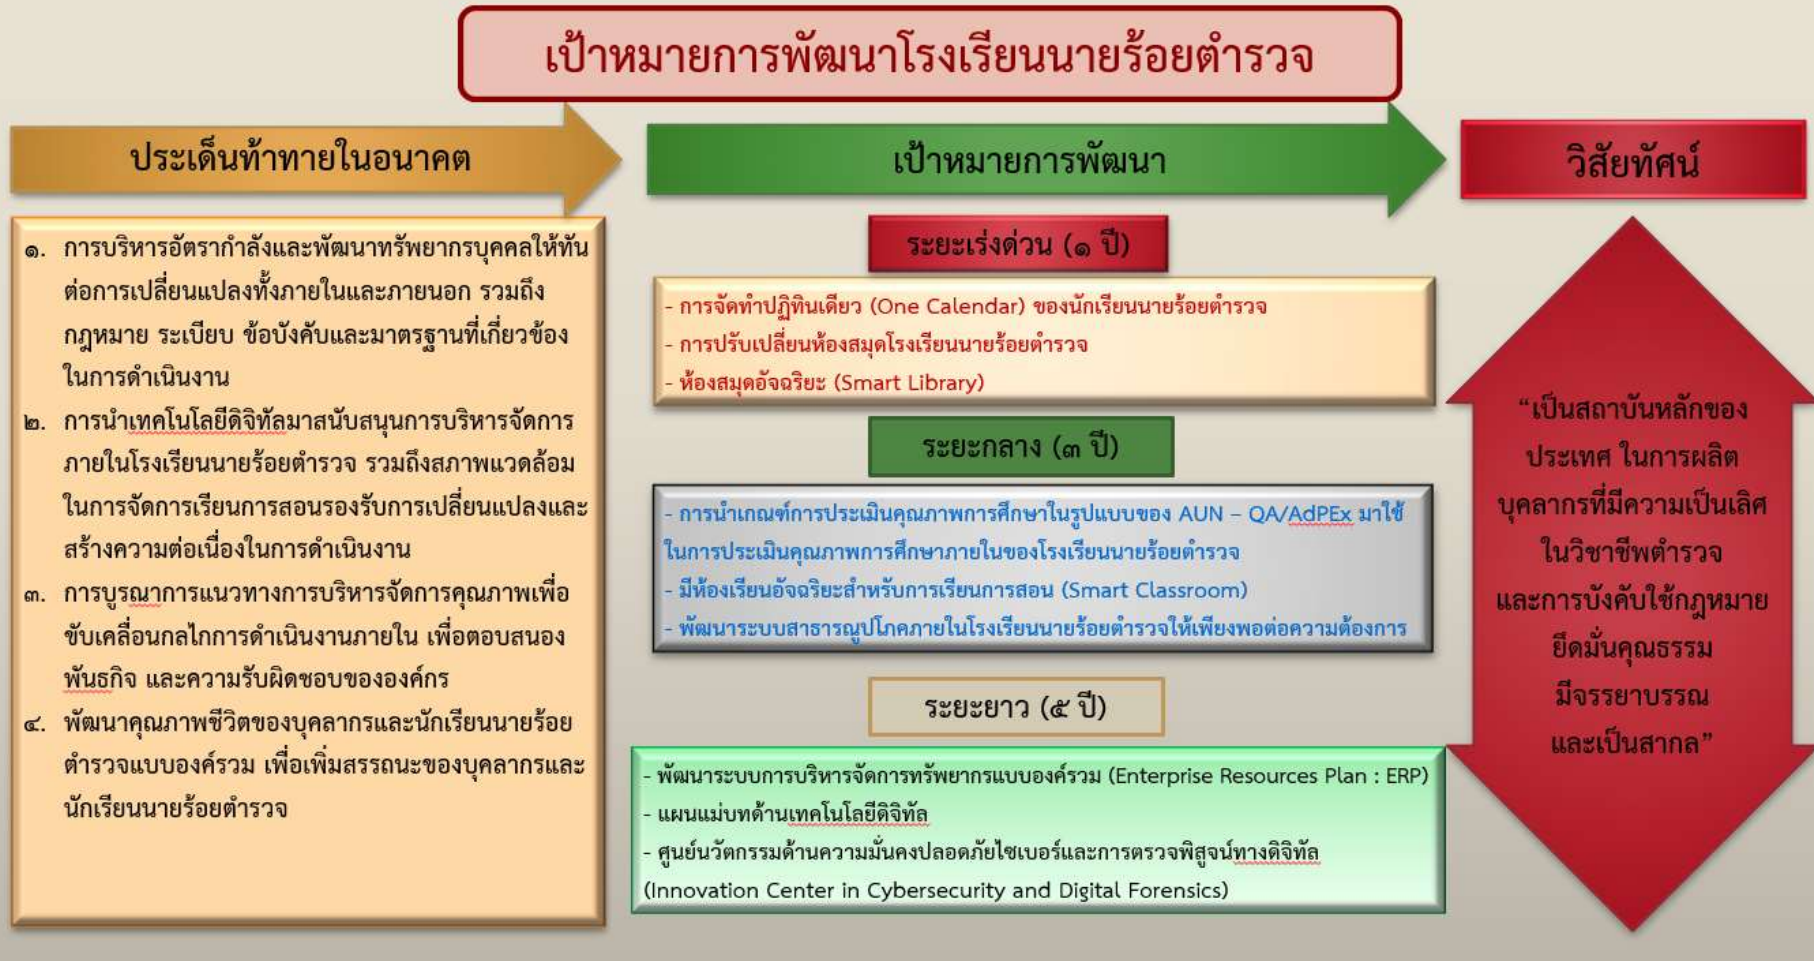 เป้าหมายการพัฒนาโรงเรียนนายร้อยตำรวจ
ประเด็นท้าทายในอนาคต
๑. การบริหารอัตรากำลังและพัฒนาทรัพยากรบุคคลให้ทัน
ต่อการเปลี่ยนแปลงทั้งภายในและภายนอก รวมถึง
กฎหมาย ระเบียบ ข้อบังคับและมาตรฐานที่เกี่ยวข้อง
ในการดำเนินงาน
๒. การนำเทคโนโลยีดิจิทัลมาสนับสนุนการบริหารจัดการ
ภายในโรงเรียนนายร้อยตำรวจ รวมถึงสภาพแวดล้อม
ในการจัดการเรียนการสอนรองรับการเปลี่ยนแปลงและ
สร้างความต่อเนื่องในการดำเนินงาน
๓. การบูรณาการแนวทางการบริหารจัดการคุณภาพเพื่อ
ขับเคลื่อนกลไกการดำเนินงานภายใน เพื่อตอบสนอง
พันธกิจ และความรับผิดชอบขององค์กร
๔. พัฒนาคุณภาพชีวิตของบุคลากรและนักเรียนนายร้อย
ตำรวจแบบองค์รวม เพื่อเพิ่มสรรถนะของบุคลากรและ
นักเรียนนายร้อยตำรวจ
เป้าหมายการพัฒนา
ระยะเร่งด่วน (๑ ปี)
- การจัดทำปฏิทินเดียว (One Calendar) ของนักเรียนนายร้อยตำรวจ
- การปรับเปลี่ยนห้องสมุดโรงเรียนนายร้อยตำรวจ
- ห้องสมุดอัจฉริยะ (Smart Library)
ระยะกลาง (๓ ปี)
- การนำเกณฑ์การประเมินคุณภาพการศึกษาในรูปแบบของ AUN – QA/AdPEx มาใช้
ในการประเมินคุณภาพการศึกษาภายในของโรงเรียนนายร้อยตำรวจ
- มีห้องเรียนอัจฉริยะสำหรับการเรียนการสอน (Smart Classroom)
- พัฒนาระบบสาธารณูปโภคภายในโรงเรียนนายร้อยตำรวจให้เพียงพอต่อความต้องการ
ระยะยาว (๕ ปี)
- พัฒนาระบบการบริหารจัดการทรัพยากรแบบองค์รวม (Enterprise Resources Plan : ERP)
- แผนแม่บทด้านเทคโนโลยีดิจิทัล
- ศูนย์นวัตกรรมด้านความมั่นคงปลอดภัยไซเบอร์และการตรวจพิสูจน์ทางดิจิทัล
(Innovation Center in Cybersecurity and Digital Forensics)
วิสัยทัศน์
“เป็นสถาบันหลักของ
ประเทศ ในการผลิต
บุคลากรที่มีความเป็นเลิศ
ในวิชาชีพตำรวจ
และการบังคับใช้กฎหมาย
ยึดมั่นคุณธรรม
มีจรรยาบรรณ
และเป็นสากล”